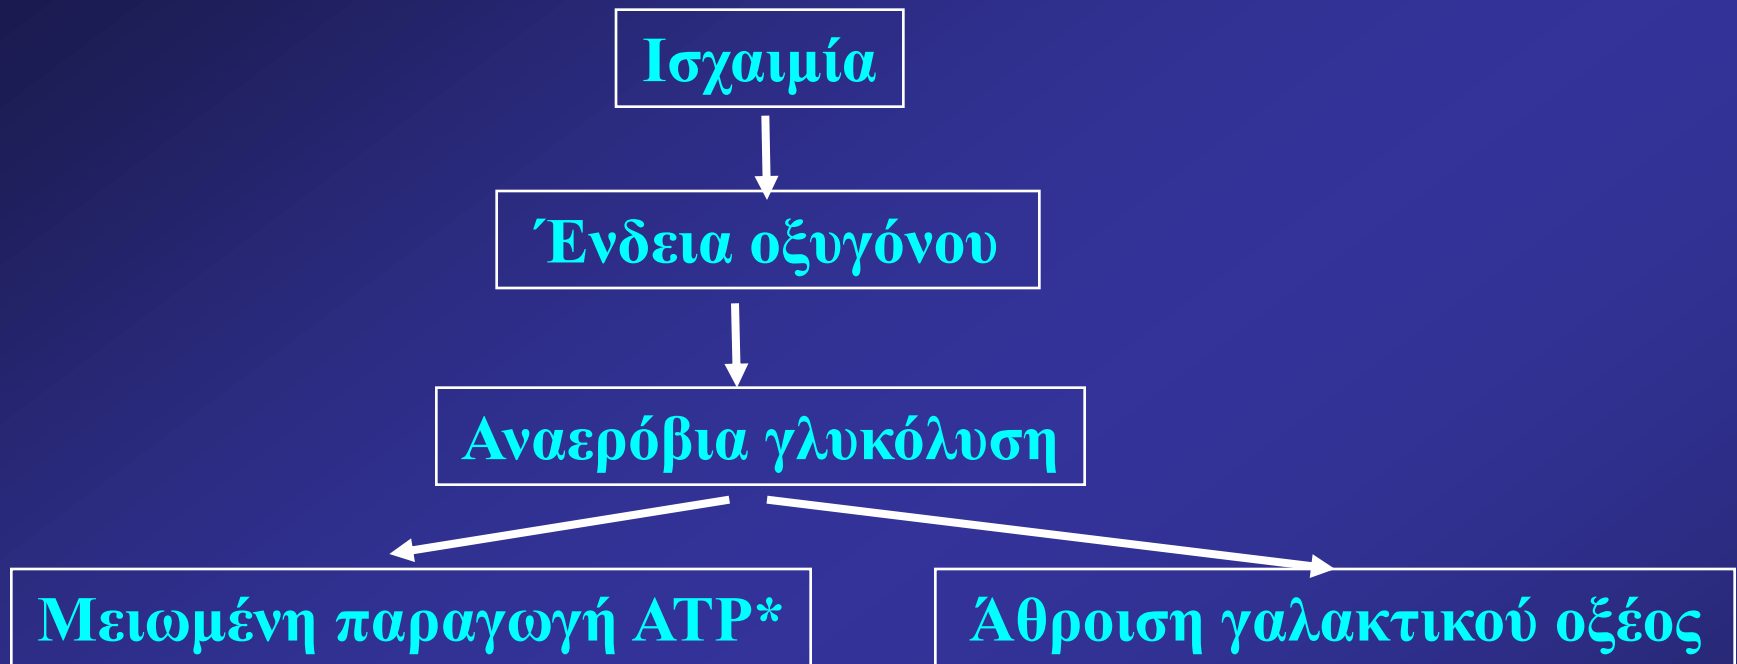 Ισχαιμία
Ένδεια οξυγόνου
Αναερόβια γλυκόλυση
Μειωμένη παραγωγή ATP*
Άθροιση γαλακτικού οξέος